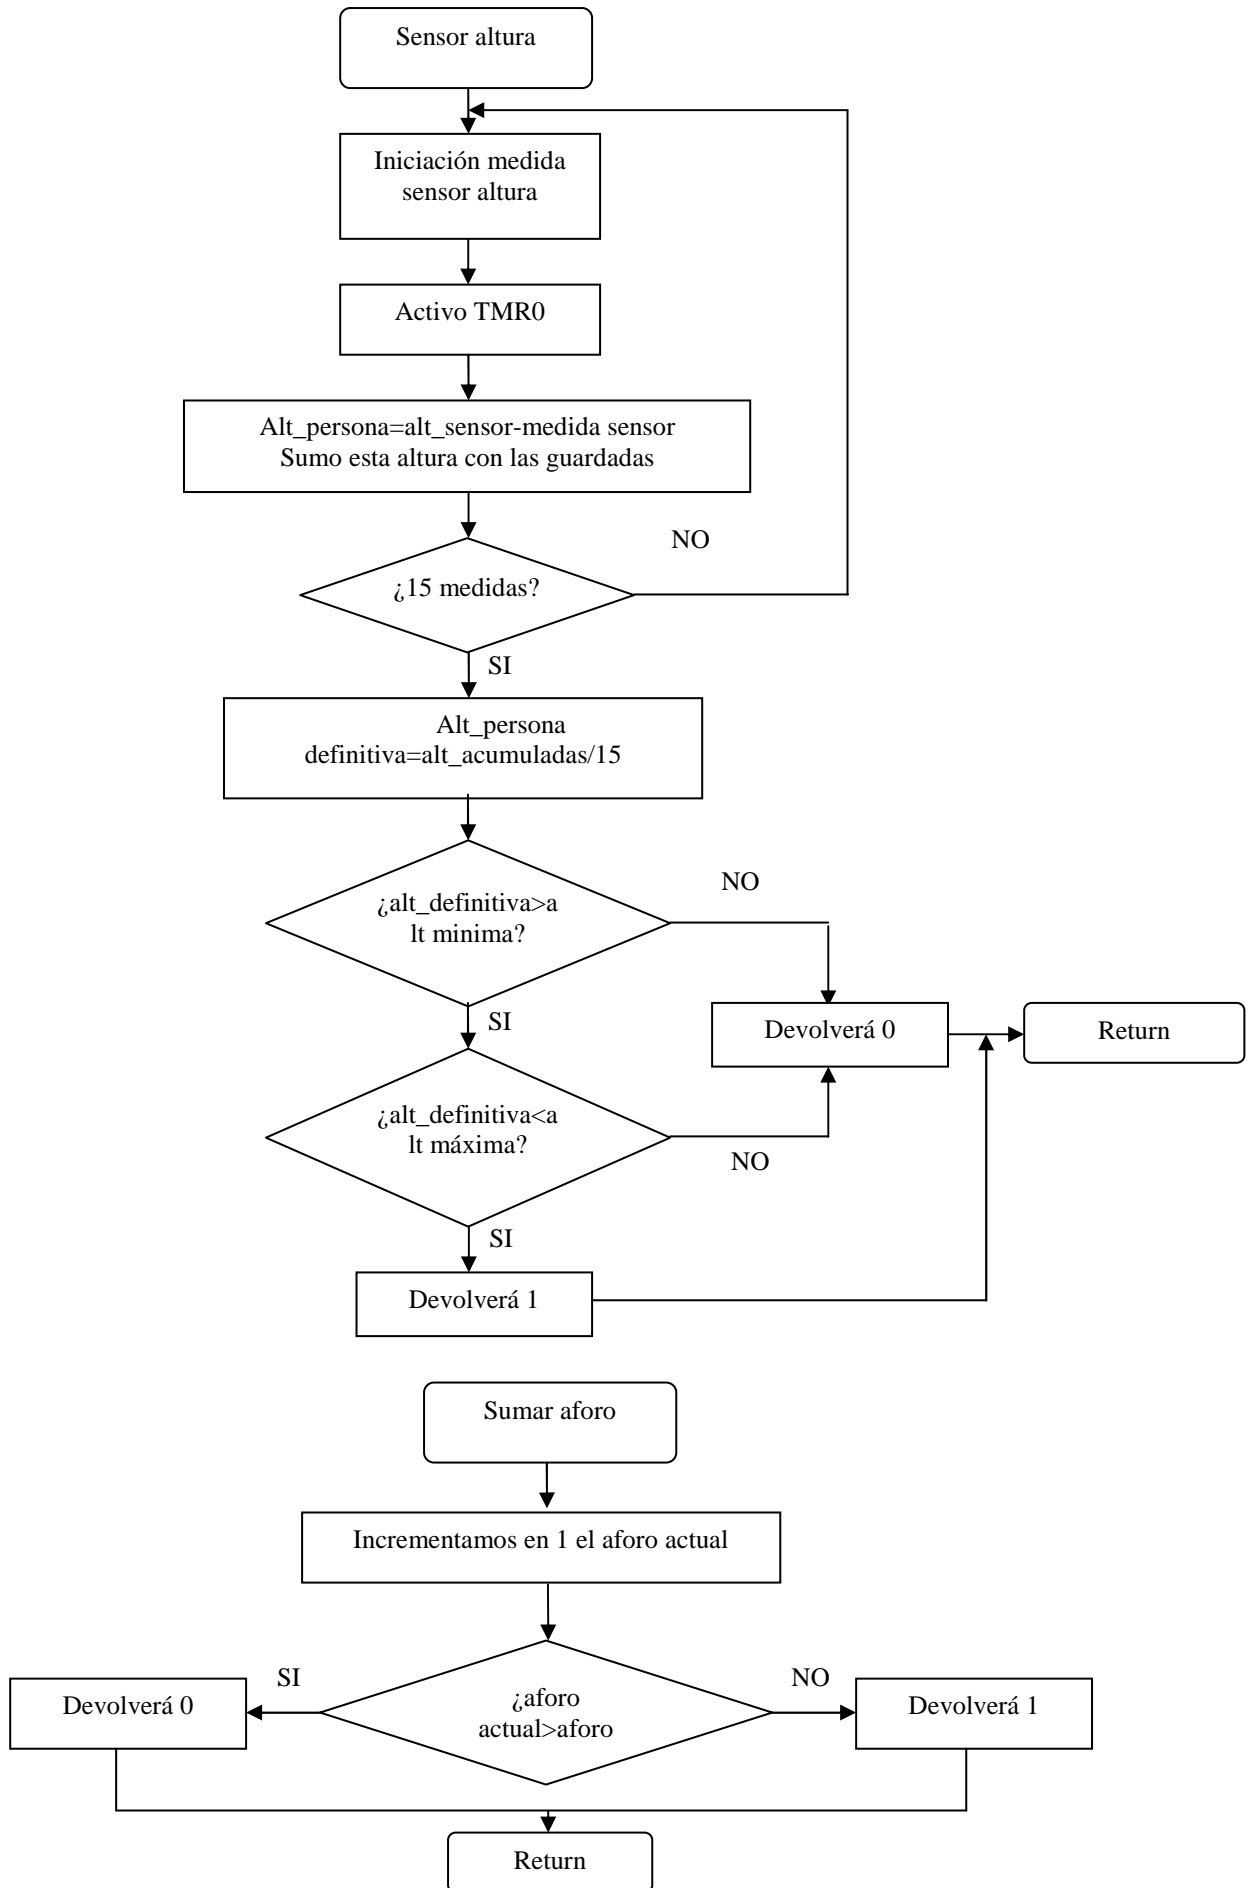 Sensor altura
Iniciación medida
sensor altura
Activo TMR0
Alt_persona=alt_sensor-medida sensor
Sumo esta altura con las guardadas
NO
¿15 medidas?
SI
Alt_persona
definitiva=alt_acumuladas/15
NO
¿alt_definitiva>a
lt minima?
SI
Devolverá 0
Return
¿alt_definitiva<a
lt máxima?
NO
SI
Devolverá 1
Sumar aforo
Incrementamos en 1 el aforo actual
SI
NO
Devolverá 0
¿aforo
actual>aforo
Devolverá 1
Return